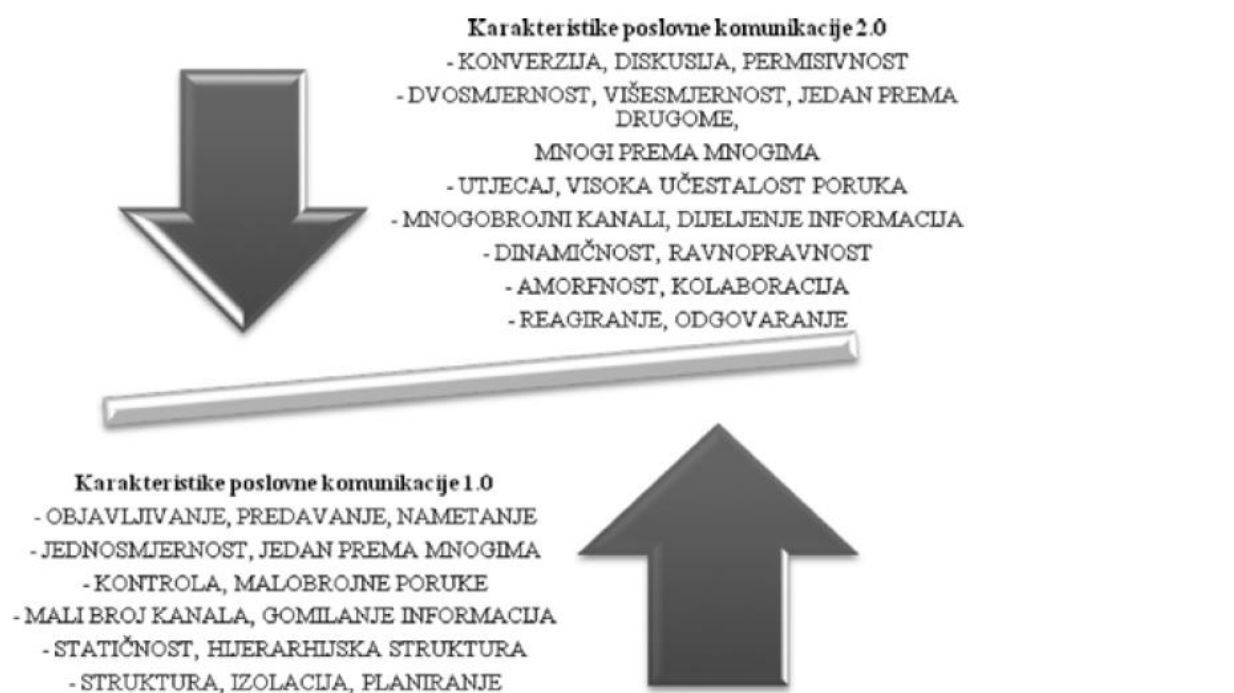 Karakteristike poslovne komunikacije 2.0
- KONVERZIJA, DISKUSIJA, PERMISIVNOST
- DVOSMJERNOST, VIŠESMJERNOST, JEDAN PREMA
DRUGOME,
MNOGI PREMA MNOGIMA
- UTJECAJ, VISOKA UČESTALOST PORUKA
- MNOGOBROJNI KANALI, DIJELJENJE INFORMACIJA
- DINAMIČNOST, RAVNOPRAVNOST
- AMORFNOST, KOLABORACIJA
- REAGIRANJE, ODGOVARANJE
Karakteristike poslovne komunikacije 1.0
- OBJAVLJIVANJE, PREDAVANJE, NAMETANJE
- JEDNOSMJERNOST, JEDAN PREMA MNOGIMA
- KONTROLA, MALOBROJNE PORUKE
- MALI BROJ KANALA, GOMILANJE INFORMACIJA
- STATIČNOST, HIJERARHIJSKA STRUKTURA
- STRUKTURA, IZOLACIJA, PLANIRANJE